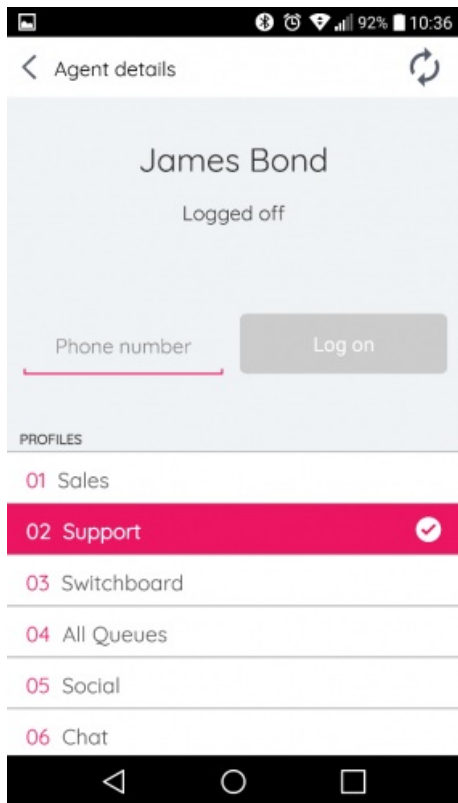 92% 10:36
Agent details
James Bond
Logged off
Phone number Log on
PROFILES
01 Sales
02 Support
03 Switchboard
04 All Queues
05 Social
06 Chat